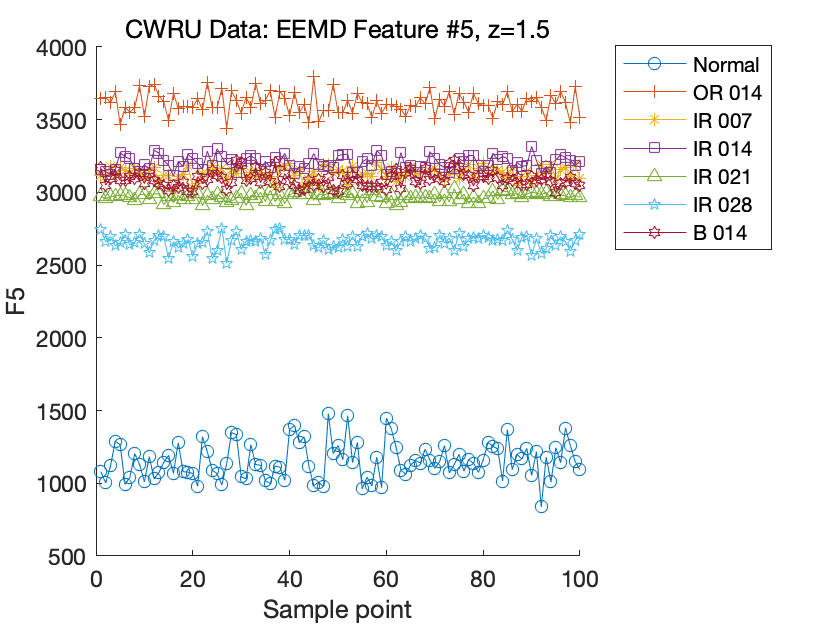 CWRU Data: EEMD Feature #5, z=1.5
4000
3500
3000
2500
2000
1500
1000
500
F5
0 20 40 60 80 100
Sample point
Normal
OR 014
IR 007
IR 014
IR 021
IR 028
B 014